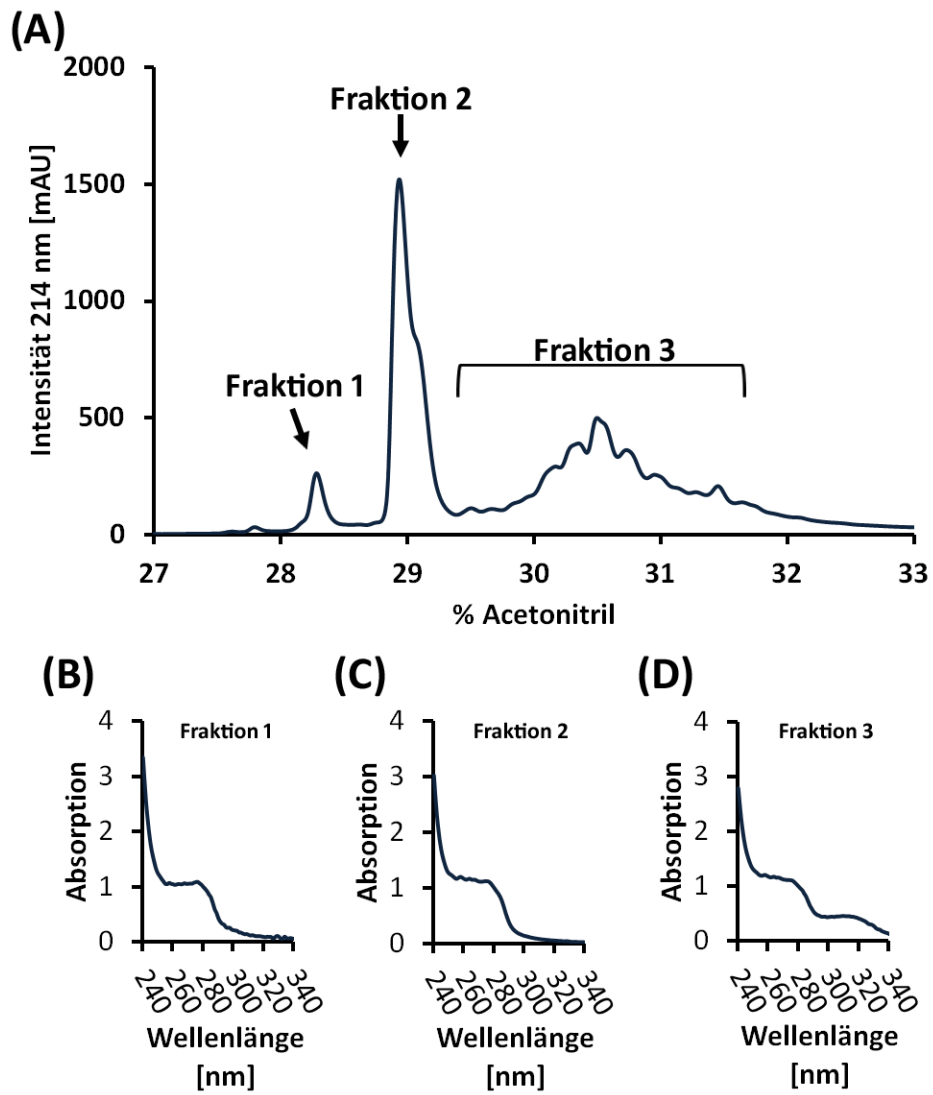 (A)
Intensität 214 nm [mAU]
2000
1500
1000
500
0
Fraktion 2
Fraktion 1
Fraktion 3
27 28 29 30 31 32 33
% Acetonitril
(B)
Absorption
4
3
2
1
0
Fraktion 1
240 260 280 300 320 340
Wellenlänge
[nm]
(C)
Absorption
4
3
2
1
0
Fraktion 2
240 260 280 300 320 340
Wellenlänge
[nm]
(D)
Absorption
4
3
2
1
0
Fraktion 3
240 260 280 300 320 340
Wellenlänge
[nm]